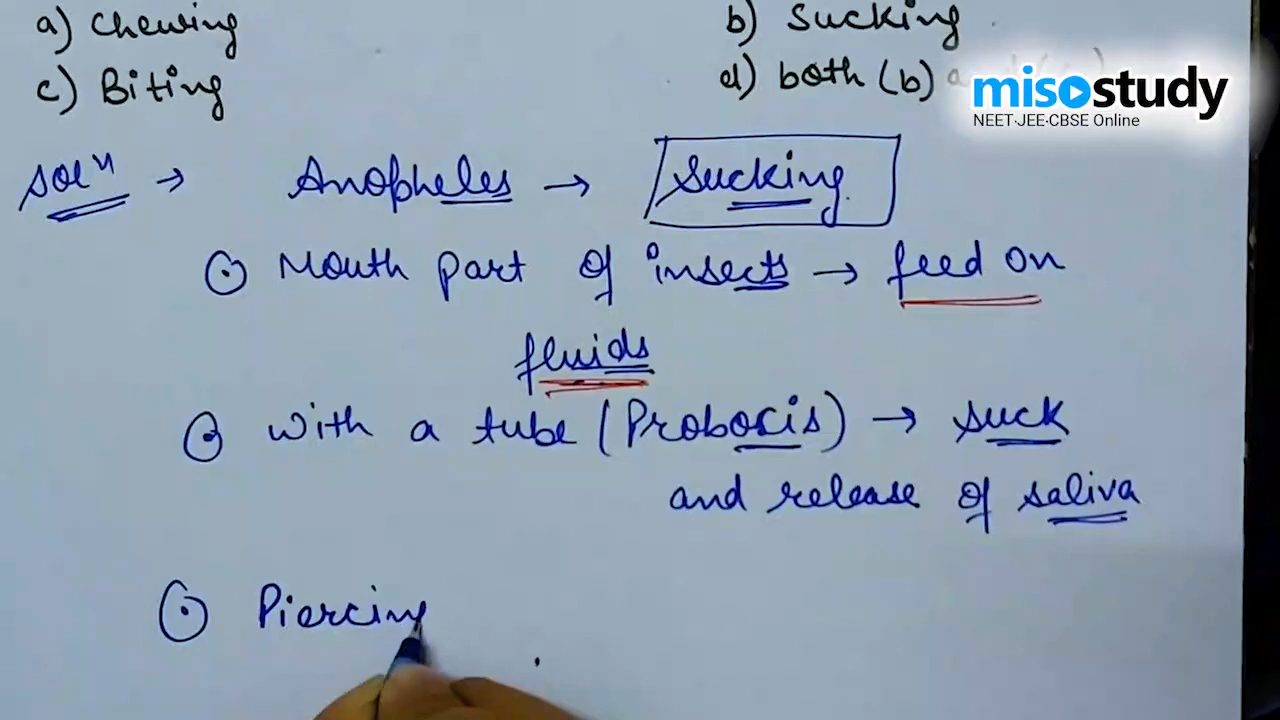 a) Chewing
b) Sucking
c) Biting
d) both (b)
misostudy
NEET-JEE-CBSE Online
Solⁿ → Anopheles → Sucking
Mouth part of insects → feed on
fluids
With a tube (Proboscis) → suck
and release of saliva
Piercing